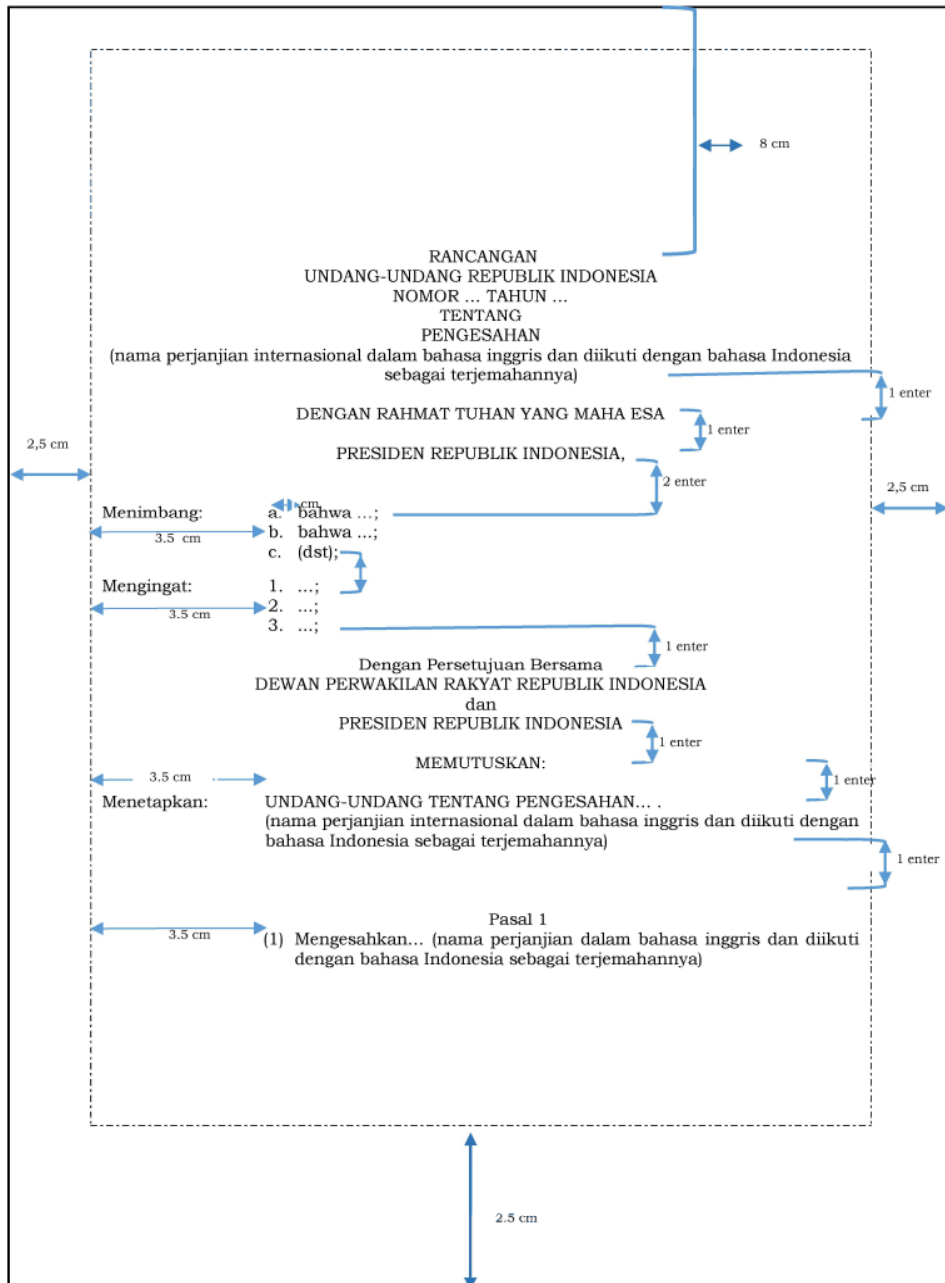 8 cm
RANCANGAN
UNDANG-UNDANG REPUBLIK INDONESIA
NOMOR ... TAHUN ...
TENTANG
PENGESAHAN
(nama perjanjian internasional dalam bahasa inggris dan diikuti dengan bahasa Indonesia
sebagai terjemahannya)
1 enter
DENGAN RAHMAT TUHAN YANG MAHA ESA
1 enter
2,5 cm
PRESIDEN REPUBLIK INDONESIA,
2 enter
2,5 cm
cm
Menimbang: a. bahwa ...;
3.5 cm b. bahwa ...;
c. (dst);
Mengingat: 1. ...;
3.5 cm 2. ...;
3. ...;
1 enter
Dengan Persetujuan Bersama
DEWAN PERWAKILAN RAKYAT REPUBLIK INDONESIA
dan
PRESIDEN REPUBLIK INDONESIA
1 enter
MEMUTUSKAN:
3.5 cm
1 enter
Menetapkan: UNDANG-UNDANG TENTANG PENGESAHAN... .
(nama perjanjian internasional dalam bahasa inggris dan diikuti dengan
bahasa Indonesia sebagai terjemahannya)
1 enter
Pasal 1
3.5 cm
(1) Mengesahkan... (nama perjanjian dalam bahasa inggris dan diikuti
dengan bahasa Indonesia sebagai terjemahannya)
2.5 cm